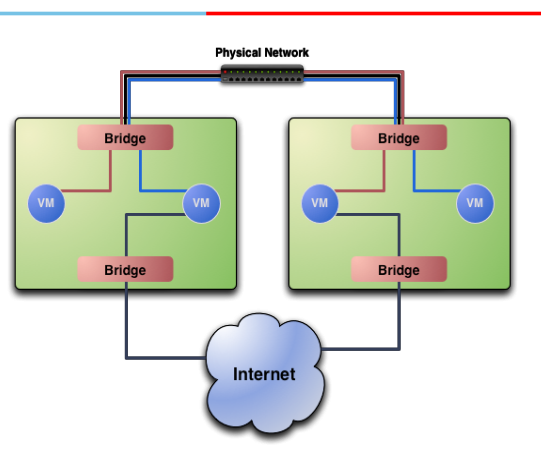 Physical Network
Bridge
Bridge
VM
VM
VM
VM
Bridge
Bridge
Internet